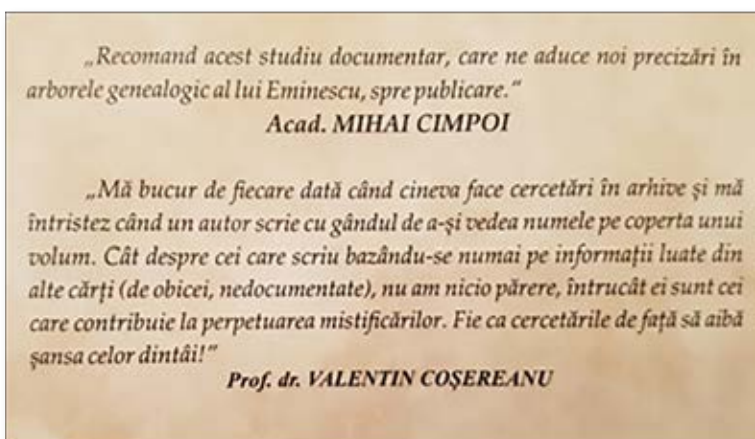 „Recomand acest studiu documentar, care ne aduce noi precizări în
arborele genealogic al lui Eminescu, spre publicare.”
Acad. MIHAI CIMPOI
„Mă bucur de fiecare dată când cineva face cercetări în arhive și mă
întristez când un autor scrie cu gândul de a-și vedea numele pe coperta unui
volum. Cât despre cei care scriu bazându-se numai pe informații luate din
alte cărți (de obicei, nedocumentate), nu am nicio părere, întrucât ei sunt cei
care contribuie la perpetuarea mistificărilor. Fie ca cercetările de față să aibă
șansa celor dintâi!”
Prof. dr. VALENTIN COȘEREANU